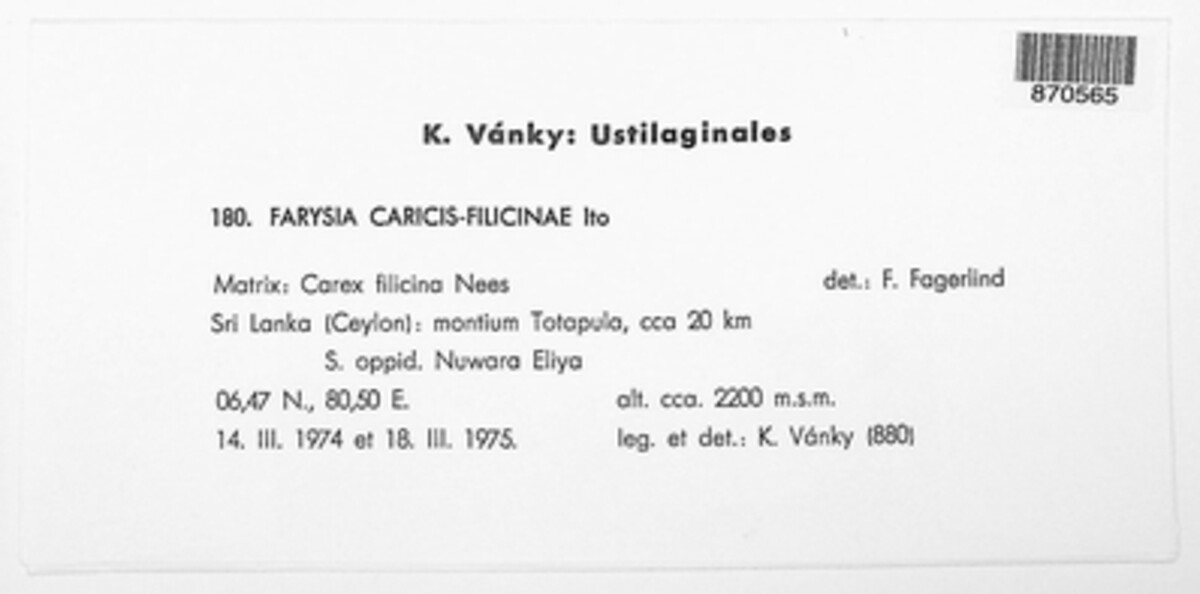 870565
K. Vánky: Ustilaginales
180. FARYSIA CARICIS-FILICINAE Ito
Matrix: Carex filicina Nees det.: F. Fagerlind
Sri Lanka (Ceylon): montium Totapula, cca 20 km
S. oppid. Nuwara Eliya
06,47 N., 80,50 E. alt. cca. 2200 m.s.m.
14. III. 1974 et 18. III. 1975. leg. et det.: K. Vánky (880)